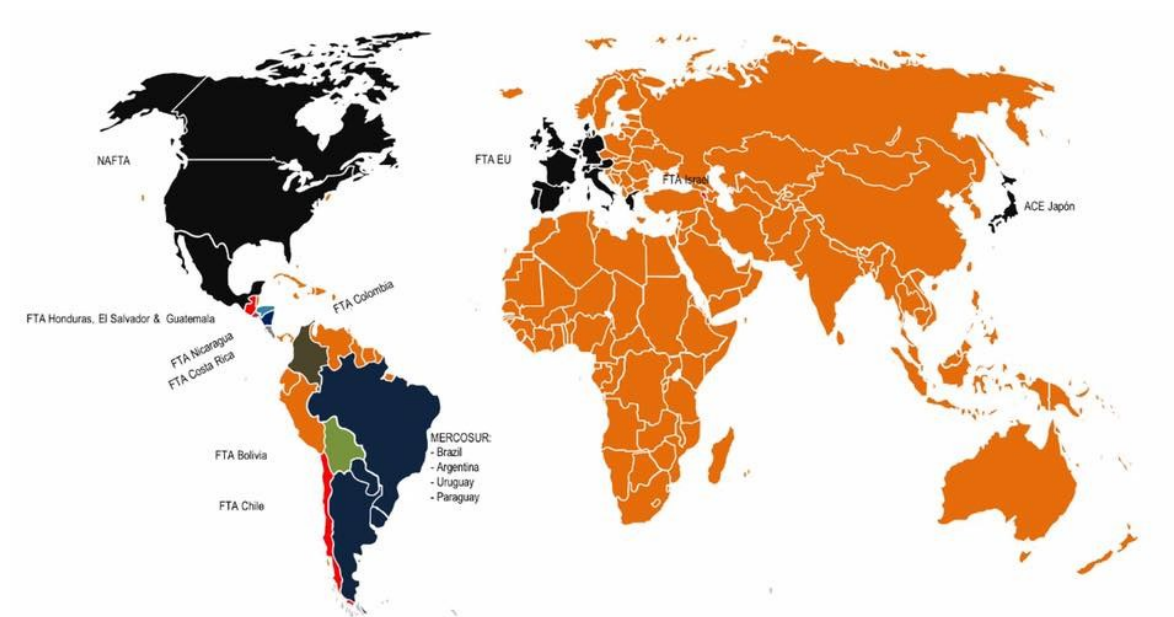 NAFTA
FTA EU
FTA Israel
ACE Japón
FTA Colombia
FTA Honduras, El Salvador & Guatemala
FTA Nicaragua
FTA Costa Rica
MERCOSUR:
- Brazil
- Argentina
- Uruguay
- Paraguay
FTA Bolivia
FTA Chile